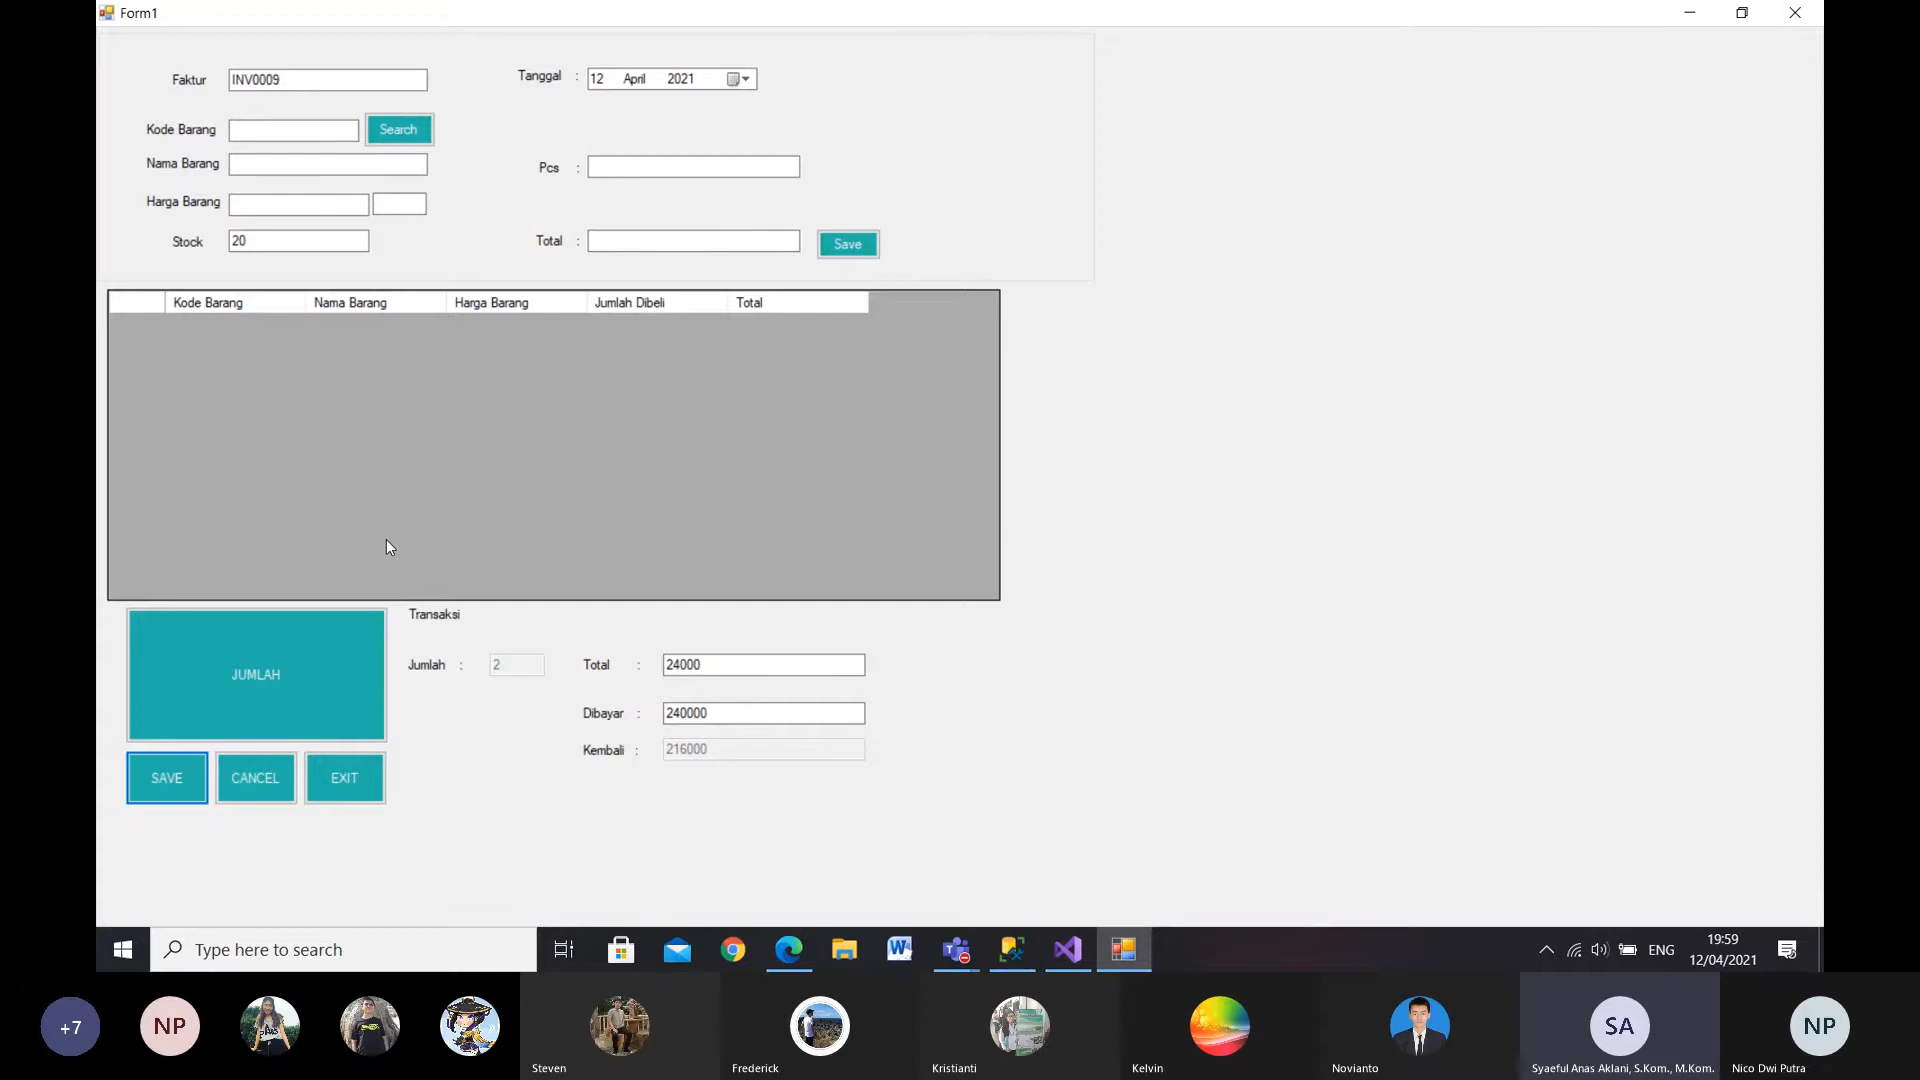 Form1
Faktur INV0009 Tanggal : 12 April 2021
Kode Barang Search
Nama Barang Pcs :
Harga Barang
Stock 20 Total : Save
Kode Barang Nama Barang Harga Barang Jumlah Dibeli Total
JUMLAH
Transaksi
Jumlah : 2 Total : 24000
Dibayar : 240000
Kembali : 216000
SAVE CANCEL EXIT
Type here to search
ENG
19:59
12/04/2021
+7
NP
SA
NP
Steven
Frederick
Kristianti
Kelvin
Novianto
Syaeful Anas Aklani, S.Kom., M.Kom.
Nico Dwi Putra